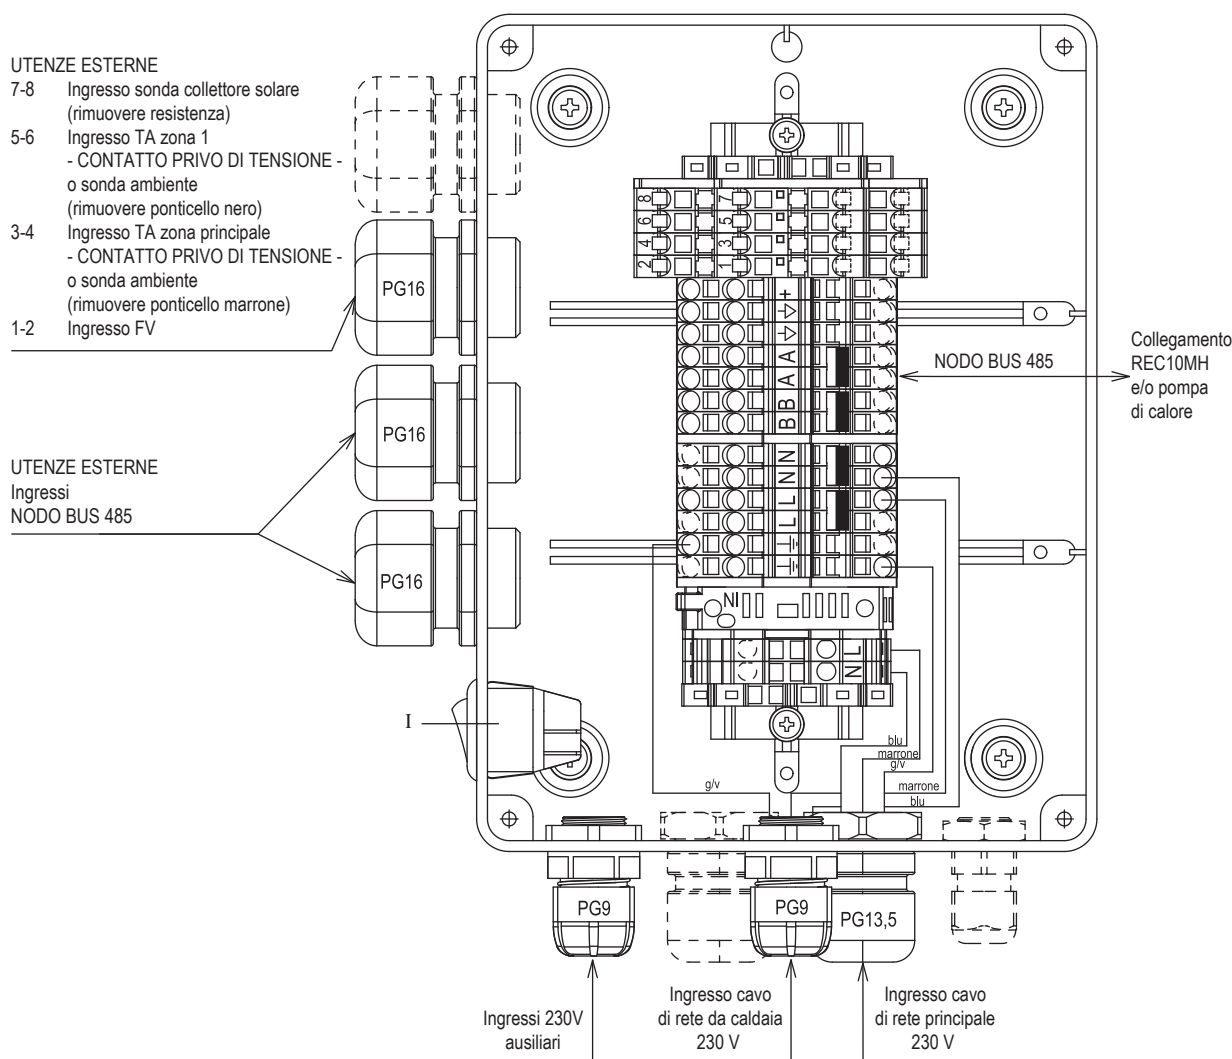 UTENZE ESTERNE
7-8 Ingresso sonda collettore solare
(rimuovere resistenza)
5-6 Ingresso TA zona 1
- CONTATTO PRIVO DI TENSIONE -
o sonda ambiente
(rimuovere ponticello nero)
3-4 Ingresso TA zona principale
- CONTATTO PRIVO DI TENSIONE -
o sonda ambiente
(rimuovere ponticello marrone)
1-2 Ingresso FV
PG16
PG16
PG16
UTENZE ESTERNE
Ingressi
NODO BUS 485
I
8 7
6 5
4 3
2 1
+
A
A
B
B
N
N
L
L
NI
L
N
NODO BUS 485
Collegamento
REC10MH
e/o pompa
di calore
blu
marrone
g/v
g/v
marrone
blu
PG9
PG9
PG13,5
Ingressi 230V
ausiliari
Ingresso cavo
di rete da caldaia
230 V
Ingresso cavo
di rete principale
230 V